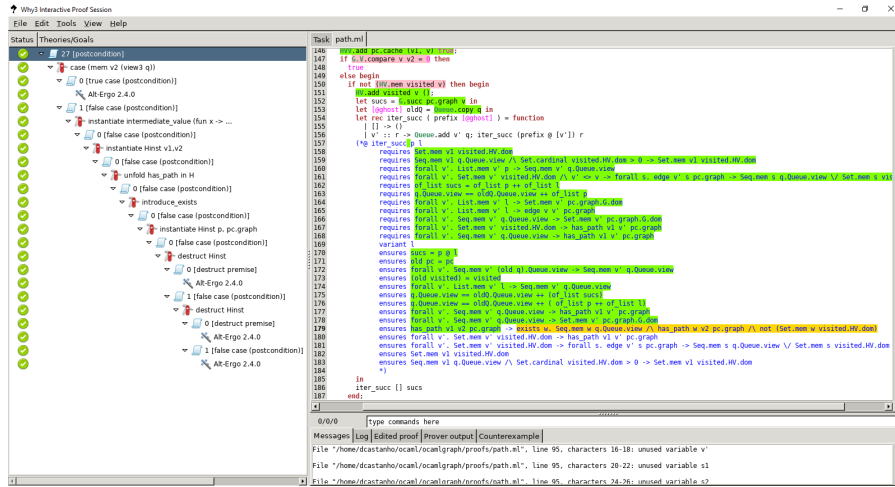 Why3 Interactive Proof Session
File Edit Tools View Help
Status Theories/Goals
27 [postcondition]
case (mem v2 (view3 q))
0 [true case (postcondition)]
Alt-Ergo 2.4.0
1 [false case (postcondition)]
instantiate intermediate_value (fun x -> ...
0 [false case (postcondition)]
instantiate Hinst v1,v2
0 [false case (postcondition)]
unfold has_path in H
0 [false case (postcondition)]
introduce_exists
0 [false case (postcondition)]
instantiate Hinst p, pc.graph
0 [false case (postcondition)]
destruct Hinst
0 [destruct premise]
Alt-Ergo 2.4.0
1 [false case (postcondition)]
destruct Hinst
0 [destruct premise]
Alt-Ergo 2.4.0
1 [false case (postcondition)]
Alt-Ergo 2.4.0
Task path.ml
146 HVV.add pc.cache (v1, v) true;
147 if G.V.compare v v2 = 0 then
148 true
149 else begin
150 if not (HV.mem visited v) then begin
151 HV.add visited v ();
152 let sucs = G.succ pc.graph v in
153 let [@ghost] oldQ = Queue.copy q in
154 let rec iter_succ ( prefix [@ghost] ) = function
155 | [] -> ()
156 | v' :: r -> Queue.add v' q; iter_succ (prefix @ [v']) r
157 (*@ iter_succ p l
158 requires Set.mem v1 visited.HV.dom
159 requires Seq.mem v1 q.Queue.view /\ Set.cardinal visited.HV.dom > 0 -> Set.mem v1 visited.HV.dom
160 requires forall v'. List.mem v' p -> Seq.mem v' q.Queue.view
161 requires forall v'. Set.mem v' visited.HV.dom /\ v' <> v -> forall s. edge v' s pc.graph -> Seq.mem s q.Queue.view \/ Set.mem s vis
162 requires of_list sucs = of_list p ++ of_list l
163 requires q.Queue.view == oldQ.Queue.view ++ of_list p
164 requires forall v'. List.mem v' l -> Set.mem v' pc.graph.G.dom
165 requires forall v'. List.mem v' l -> edge v v' pc.graph
166 requires forall v'. Seq.mem v' q.Queue.view -> Set.mem v' pc.graph.G.dom
167 requires forall v'. Set.mem v' visited.HV.dom -> has_path v1 v' pc.graph
168 requires forall v'. Seq.mem v' q.Queue.view -> has_path v1 v' pc.graph
169 variant l
170 ensures sucs = p @ l
171 ensures old pc = pc
172 ensures forall v'. Seq.mem v' (old q).Queue.view -> Seq.mem v' q.Queue.view
173 ensures (old visited) = visited
174 ensures forall v'. List.mem v' l -> Seq.mem v' q.Queue.view
175 ensures q.Queue.view == oldQ.Queue.view ++ (of_list sucs)
176 ensures q.Queue.view == oldQ.Queue.view ++ ( of_list p ++ of_list l)
177 ensures forall v'. Seq.mem v' q.Queue.view -> has_path v1 v' pc.graph
178 ensures forall v'. Seq.mem v' q.Queue.view -> Set.mem v' pc.graph.G.dom
179 ensures has_path v1 v2 pc.graph -> exists w. Seq.mem w q.Queue.view /\ has_path w v2 pc.graph /\ not (Set.mem w visited.HV.dom)
180 ensures forall v'. Set.mem v' visited.HV.dom -> has_path v1 v' pc.graph
181 ensures forall v'. Set.mem v' visited.HV.dom -> forall s. edge v' s pc.graph -> Seq.mem s q.Queue.view \/ Set.mem s visited.HV.dom
182 ensures Set.mem v1 visited.HV.dom
183 ensures Seq.mem v1 q.Queue.view /\ Set.cardinal visited.HV.dom > 0 -> Set.mem v1 visited.HV.dom
184 *)
185 in
186 iter_succ [] sucs
187 end;
0/0/0 type commands here
Messages Log Edited proof Prover output Counterexample
File "/home/dcastanho/ocaml/ocamlgraph/proofs/path.ml", line 95, characters 16-18: unused variable v'
File "/home/dcastanho/ocaml/ocamlgraph/proofs/path.ml", line 95, characters 20-22: unused variable s1
File "/home/dcastanho/ocaml/ocamlgraph/proofs/path.ml", line 95, characters 24-26: unused variable s2